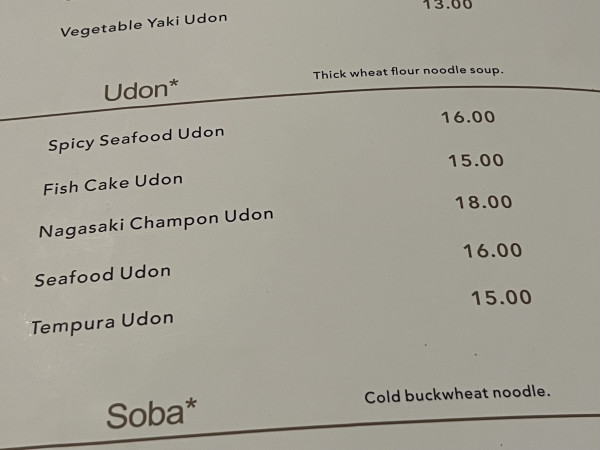 Vegetable Yaki Udon 13.00
Udon* Thick wheat flour noodle soup.
Spicy Seafood Udon 16.00
Fish Cake Udon 15.00
Nagasaki Champon Udon 18.00
Seafood Udon 16.00
Tempura Udon 15.00
Soba* Cold buckwheat noodle.